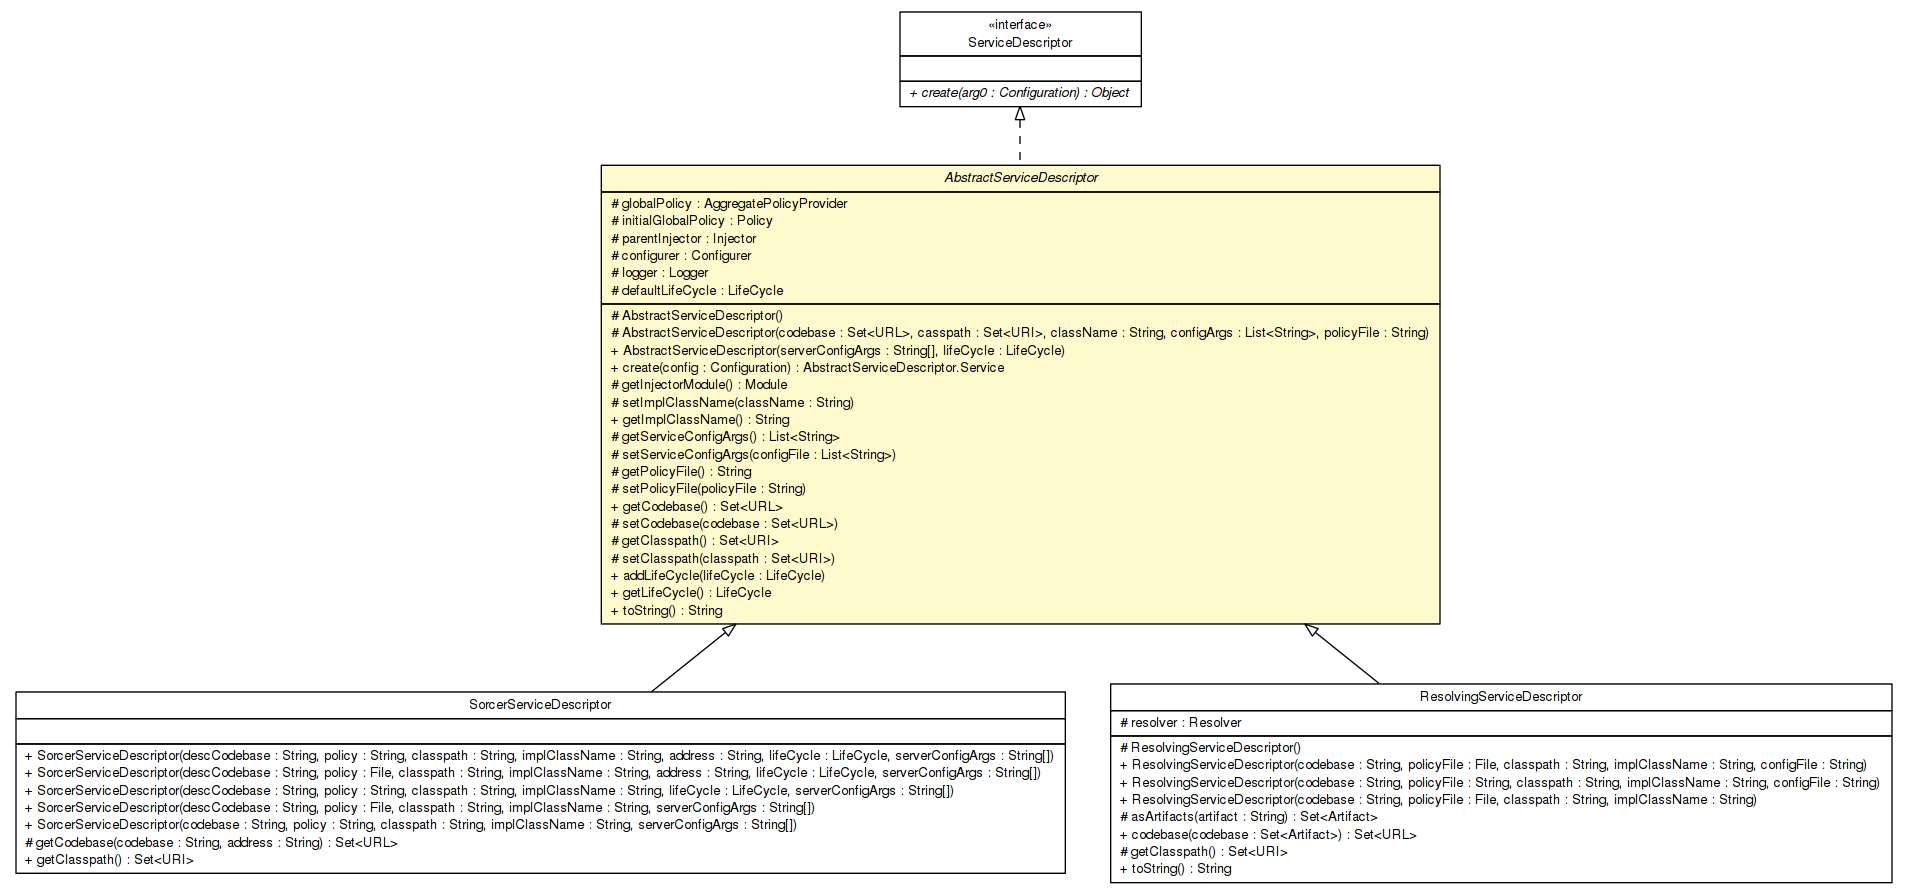 «interface»
ServiceDescriptor
+ create(arg0 : Configuration) : Object
AbstractServiceDescriptor
# globalPolicy : AggregatePolicyProvider
# initialGlobalPolicy : Policy
# parentInjector : Injector
# configurer : Configurer
# logger : Logger
# defaultLifeCycle : LifeCycle
# AbstractServiceDescriptor()
# AbstractServiceDescriptor(codebase : Set<URL>, casspath : Set<URI>, className : String, configArgs : List<String>, policyFile : String)
+ AbstractServiceDescriptor(serverConfigArgs : String[], lifeCycle : LifeCycle)
+ create(config : Configuration) : AbstractServiceDescriptor.Service
# getInjectorModule() : Module
# setImplClassName(className : String)
+ getImplClassName() : String
# getServiceConfigArgs() : List<String>
# setServiceConfigArgs(configFile : List<String>)
# getPolicyFile() : String
# setPolicyFile(policyFile : String)
+ getCodebase() : Set<URL>
# setCodebase(codebase : Set<URL>)
# getClasspath() : Set<URI>
# setClasspath(classpath : Set<URI>)
+ addLifeCycle(lifeCycle : LifeCycle)
+ getLifeCycle() : LifeCycle
+ toString() : String
SorcerServiceDescriptor
+ SorcerServiceDescriptor(descCodebase : String, policy : String, classpath : String, implClassName : String, address : String, lifeCycle : LifeCycle, serverConfigArgs : String[])
+ SorcerServiceDescriptor(descCodebase : String, policy : File, classpath : String, implClassName : String, address : String, lifeCycle : LifeCycle, serverConfigArgs : String[])
+ SorcerServiceDescriptor(descCodebase : String, policy : String, classpath : String, implClassName : String, lifeCycle : LifeCycle, serverConfigArgs : String[])
+ SorcerServiceDescriptor(descCodebase : String, policy : File, classpath : String, implClassName : String, serverConfigArgs : String[])
+ SorcerServiceDescriptor(codebase : String, policy : String, classpath : String, implClassName : String, serverConfigArgs : String[])
# getCodebase(codebase : String, address : String) : Set<URL>
+ getClasspath() : Set<URI>
ResolvingServiceDescriptor
# resolver : Resolver
# ResolvingServiceDescriptor()
+ ResolvingServiceDescriptor(codebase : String, policyFile : File, classpath : String, implClassName : String, configFile : String)
+ ResolvingServiceDescriptor(codebase : String, policyFile : String, classpath : String, implClassName : String, configFile : String)
+ ResolvingServiceDescriptor(codebase : String, policyFile : File, classpath : String, implClassName : String)
# asArtifacts(artifact : String) : Set<Artifact>
+ codebase(codebase : Set<Artifact>) : Set<URL>
# getClasspath() : Set<URI>
+ toString() : String